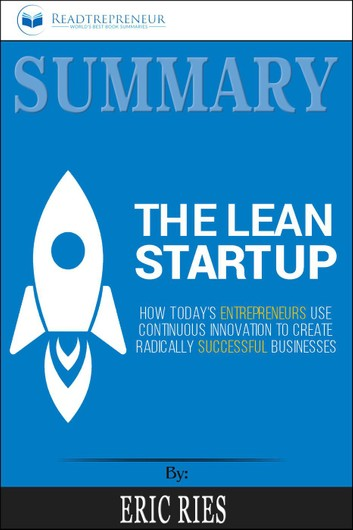 READTREPRENEUR
WORLD'S BEST BOOK SUMMARIES
SUMMARY
THE LEAN
STARTUP
HOW TODAY'S ENTREPRENEURS USE
CONTINUOUS INNOVATION TO CREATE
RADICALLY SUCCESSFUL BUSINESSES
By:
ERIC RIES